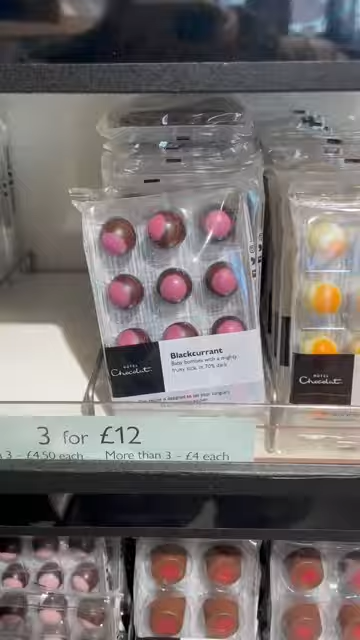 Blackcurrant
Baby bombes with a mighty
fruity kick, in 70% dark
HOTEL
Chocolat
HOTEL
Chocolat
3 for £12
3 - £4.50 each More than 3 - £4 each